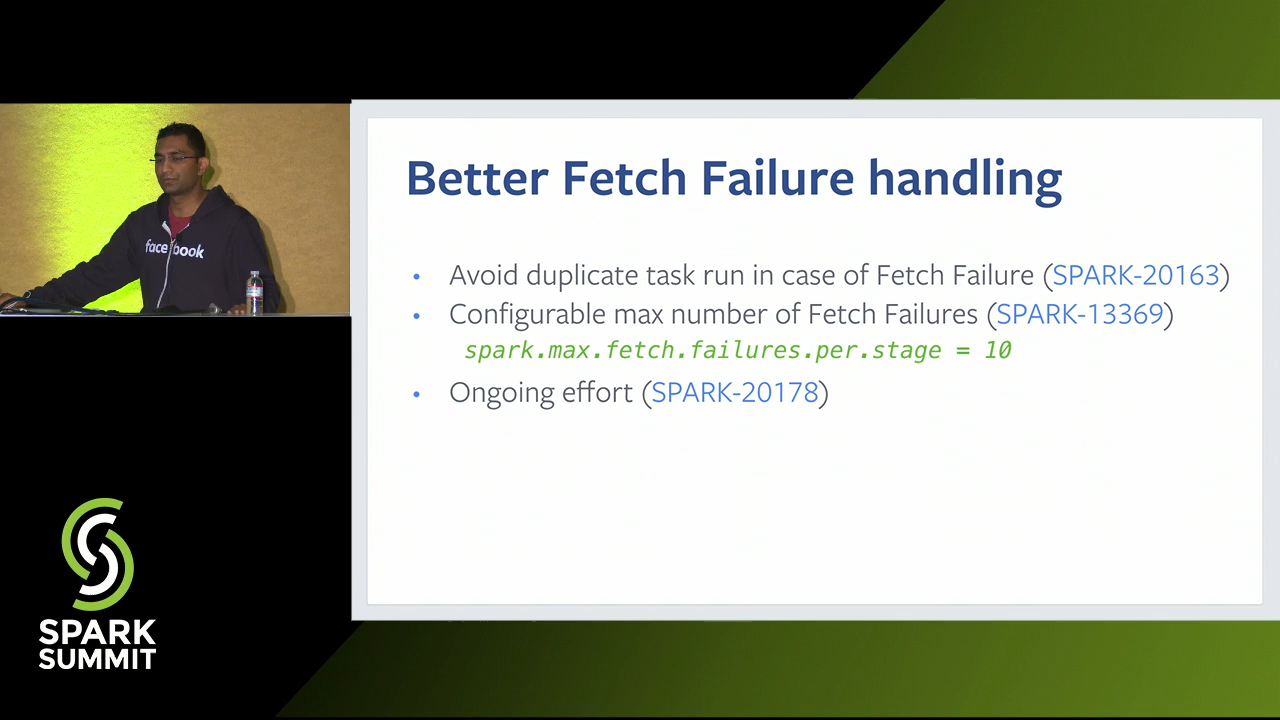 Better Fetch Failure handling
• Avoid duplicate task run in case of Fetch Failure (SPARK-20163)
• Configurable max number of Fetch Failures (SPARK-13369)
spark.max.fetch.failures.per.stage = 10
• Ongoing effort (SPARK-20178)
facebook
SPARK
SUMMIT